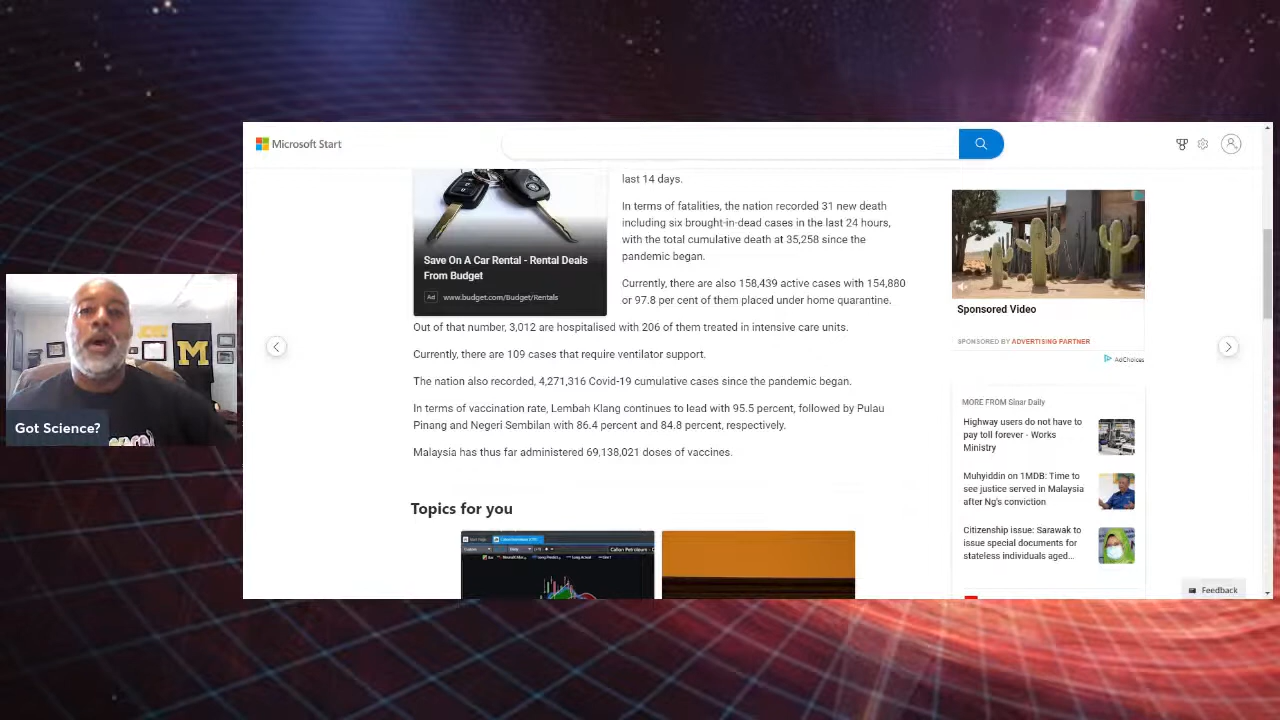 Microsoft Start
last 14 days.
In terms of fatalities, the nation recorded 31 new death
including six brought-in-dead cases in the last 24 hours,
with the total cumulative death at 35,258 since the
pandemic began.
Currently, there are also 158,439 active cases with 154,880
or 97.8 per cent of them placed under home quarantine.
Save On A Car Rental - Rental Deals
From Budget
Ad www.budget.com/Budget/Rentals
Out of that number, 3,012 are hospitalised with 206 of them treated in intensive care units.
Currently, there are 109 cases that require ventilator support.
The nation also recorded, 4,271,316 Covid-19 cumulative cases since the pandemic began.
In terms of vaccination rate, Lembah Klang continues to lead with 95.5 percent, followed by Pulau
Pinang and Negeri Sembilan with 86.4 percent and 84.8 percent, respectively.
Malaysia has thus far administered 69,138,021 doses of vaccines.
Topics for you
Sponsored Video
SPONSORED BY ADVERTISING PARTNER
AdChoices
MORE FROM Sinar Daily
Highway users do not have to
pay toll forever - Works
Ministry
Muhyiddin on 1MDB: Time to
see justice served in Malaysia
after Ng's conviction
Citizenship issue: Sarawak to
issue special documents for
stateless individuals aged...
Feedback
M
Got Science?